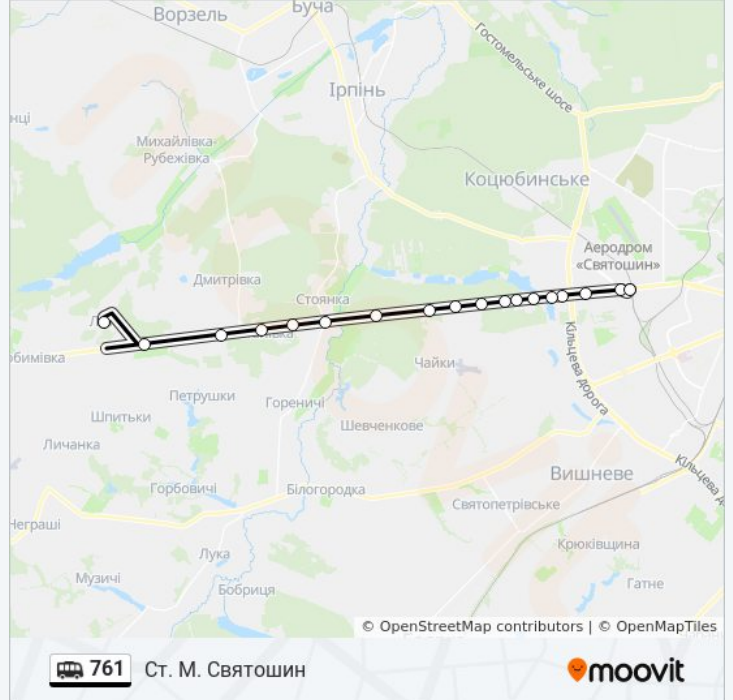 Ворзель
Буча
Гостомельське шосе
Ірпінь
нці
Михайлівка-
Рубежівка
Коцюбинське
Аеродром
«Святошин»
Дмитрівка
Стоянка
обимівка
Кільцева дорога
Чайки
Петрушки
Гореничі
Шпитьки
Шевченкове
Личанка
Вишневе
Кільцева д
Горбовичі
Білогородка
Святопетрівське
Неграші
Крюківщина
Лука
Музичі
Бобриця
Гатне
© OpenStreetMap contributors | © OpenMapTiles
761 Ст. М. Святошин
moovit